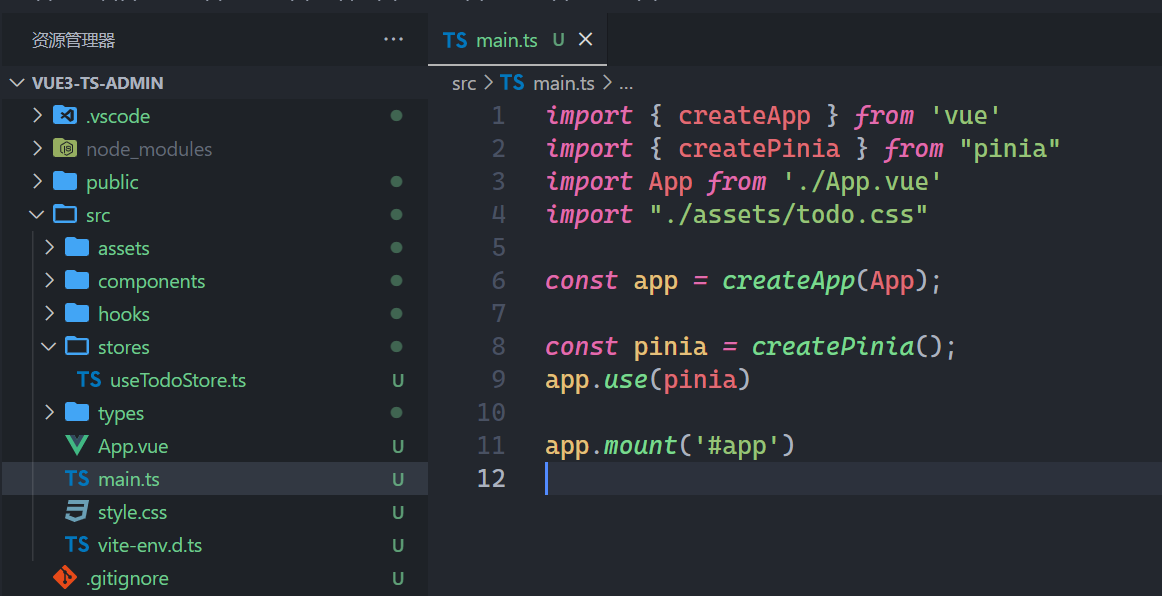 资源管理器
...
VUE3-TS-ADMIN
.vscode
node_modules
public
src
assets
components
hooks
stores
TS useTodoStore.ts U
types
App.vue U
TS main.ts U
style.css U
TS vite-env.d.ts U
.gitignore U
TS main.ts U
src > TS main.ts > ...
1 import { createApp } from 'vue'
2 import { createPinia } from "pinia"
3 import App from './App.vue'
4 import "./assets/todo.css"
5
6 const app = createApp(App);
7
8 const pinia = createPinia();
9 app.use(pinia)
10
11 app.mount('#app')
12